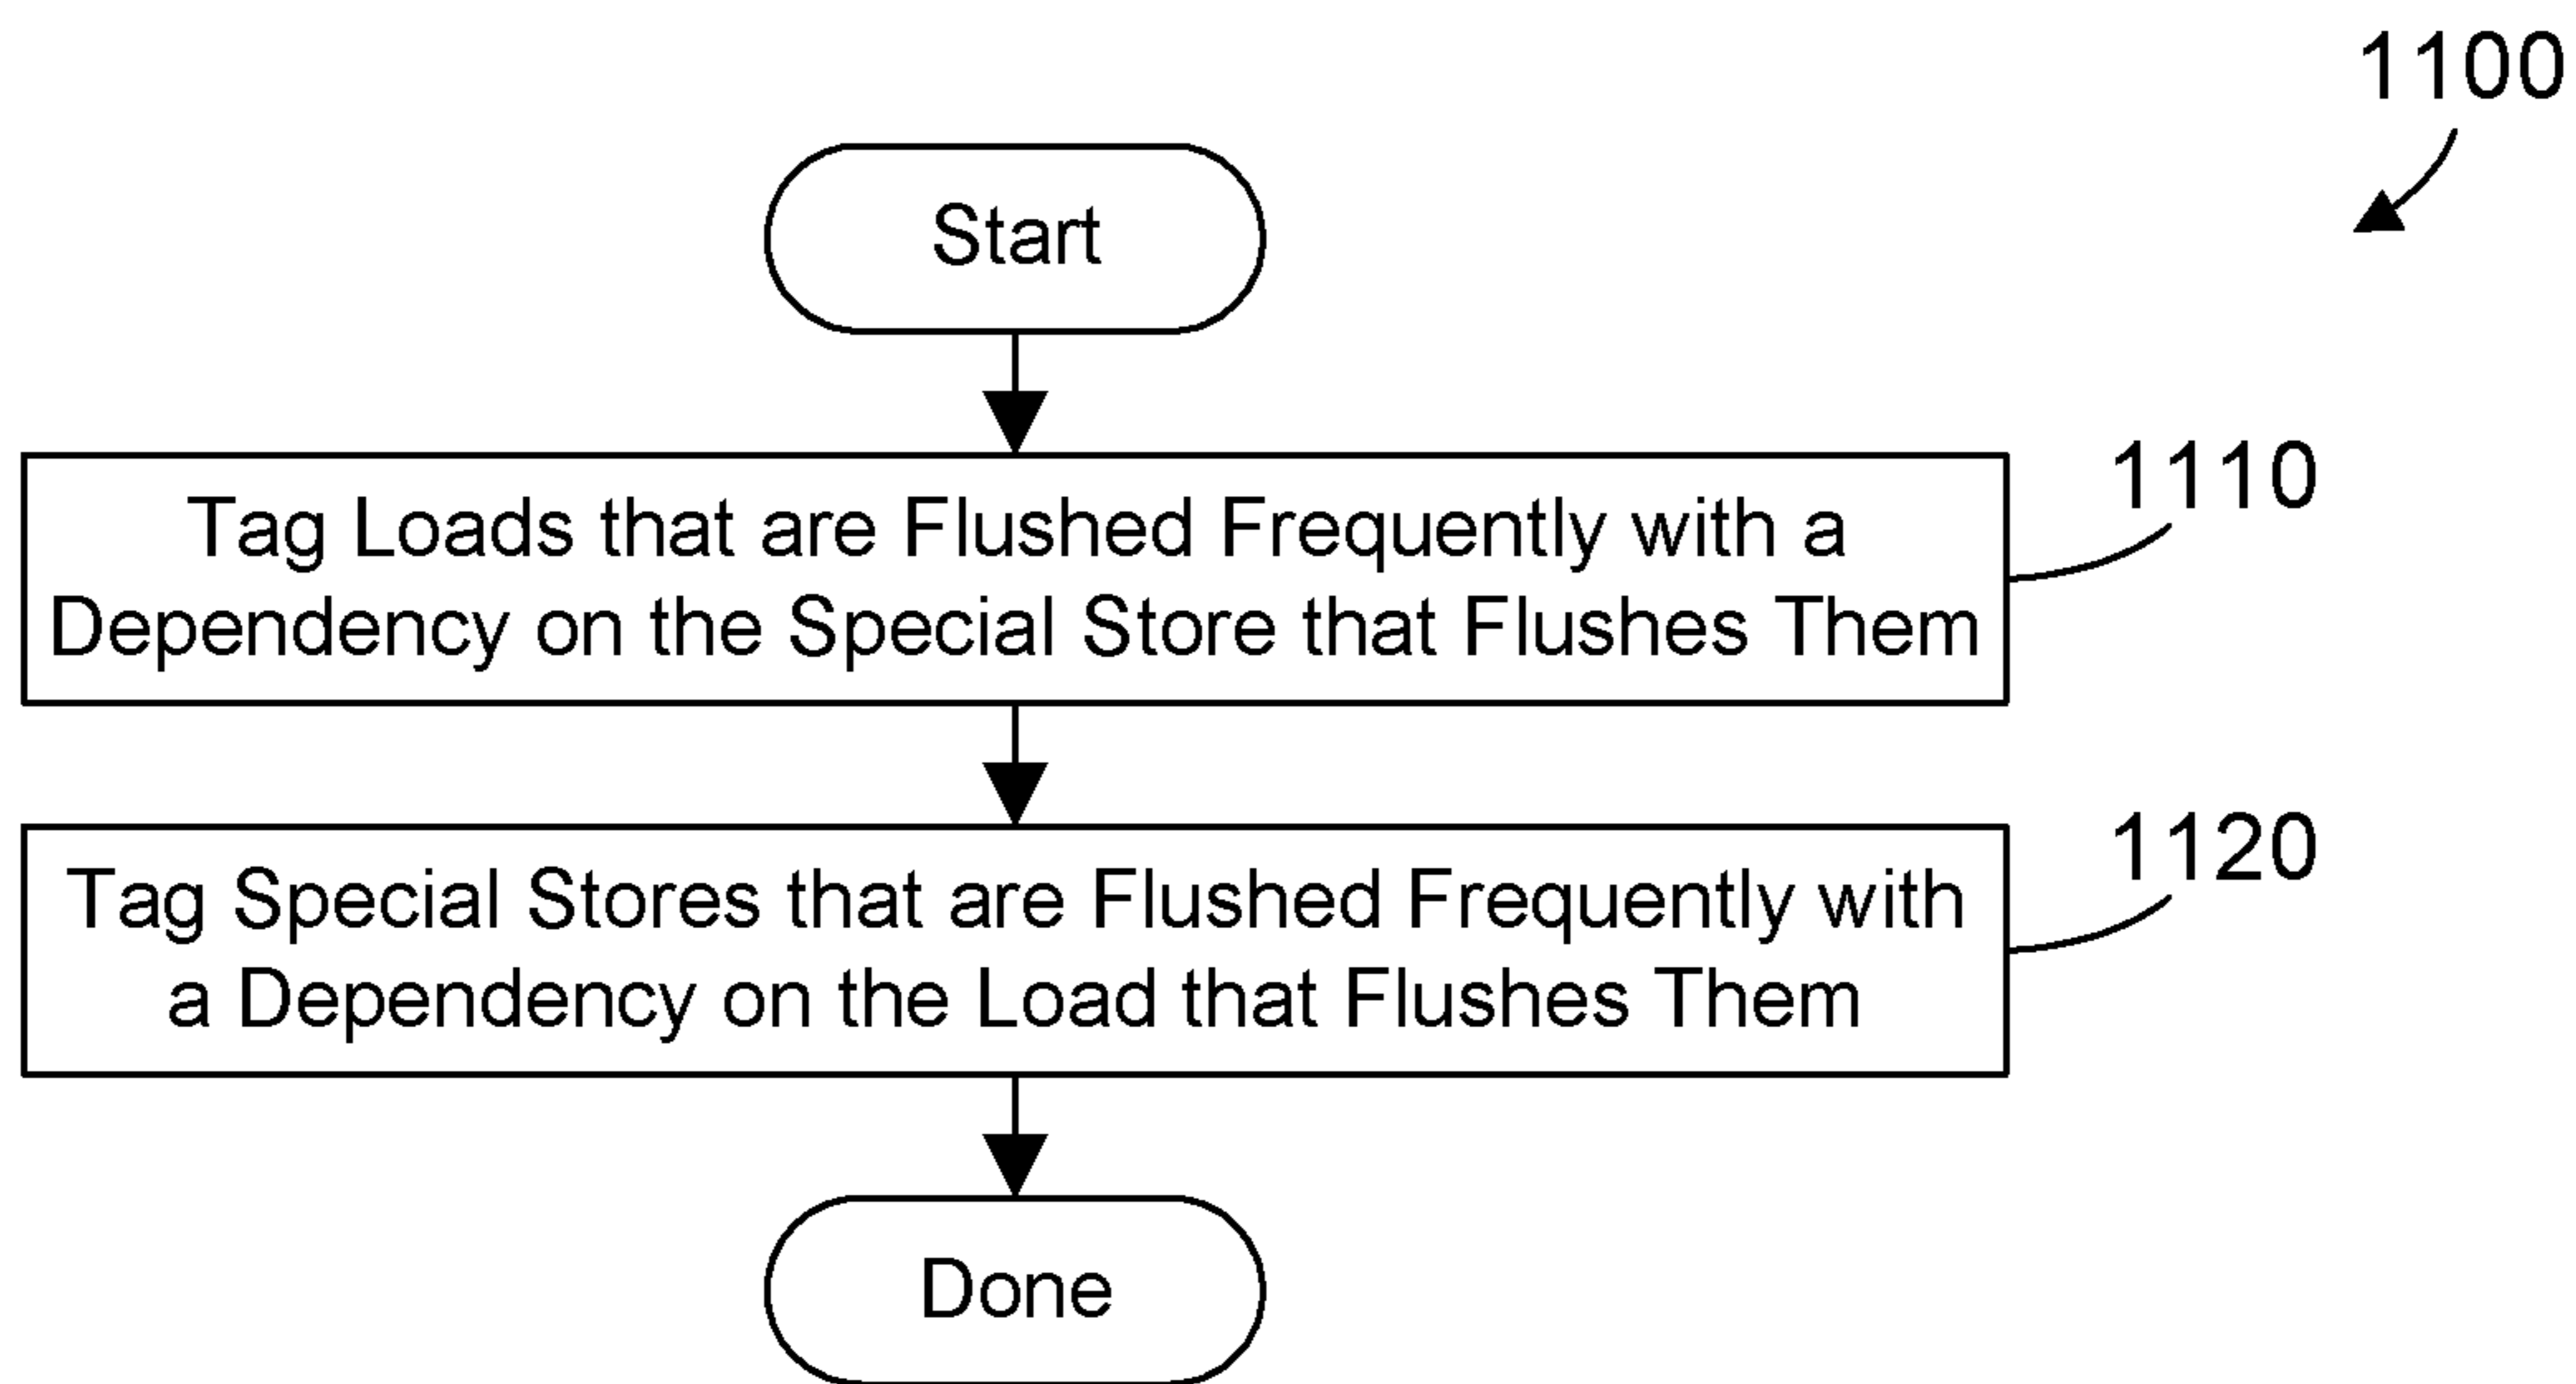 1100
Start
1110
Tag Loads that are Flushed Frequently with a
Dependency on the Special Store that Flushes Them
1120
Tag Special Stores that are Flushed Frequently with
a Dependency on the Load that Flushes Them
Done